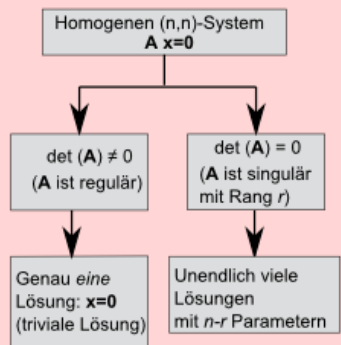 Homogenen (n,n)-System
A x=0
det (A) ≠ 0
(A ist regulär)
det (A) = 0
(A ist singulär
mit Rang r)
Genau eine
Lösung: x=0
(triviale Lösung)
Unendlich viele
Lösungen
mit n-r Parametern